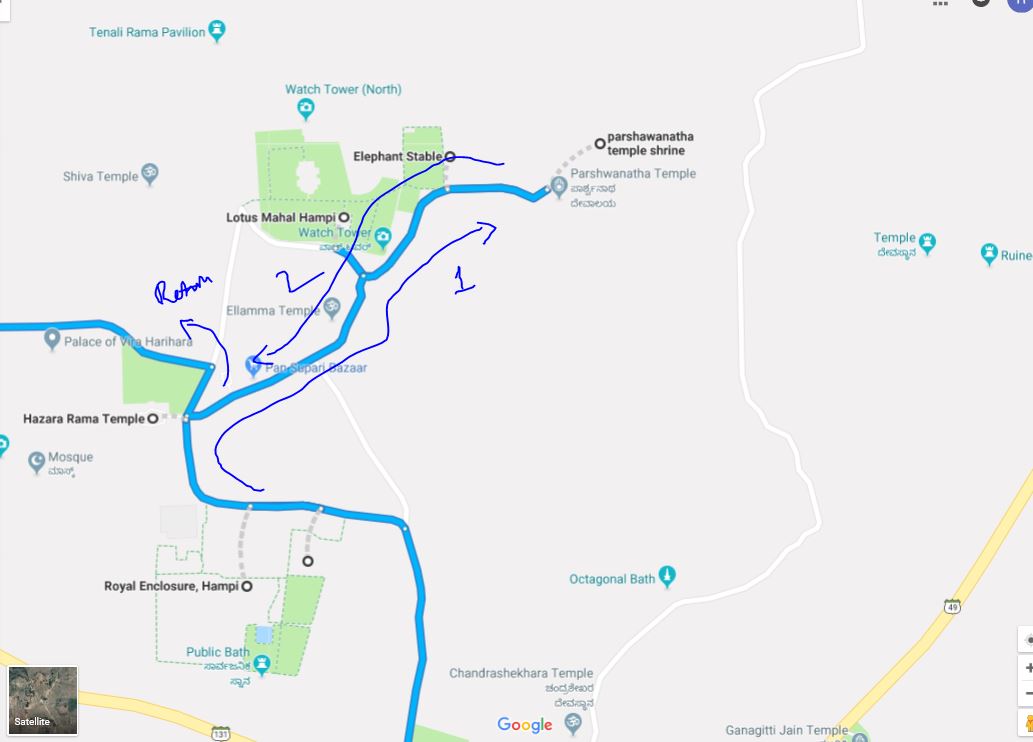 Tenali Rama Pavilion
Watch Tower (North)
parshawanatha
temple shrine
Elephant Stable
Shiva Temple
Parshwanatha Temple
ಪಾರ್ಶ್ವನಾಥ
ದೇವಾಲಯ
Lotus Mahal Hampi
Watch Tower
ವಾಚ್ ಟವರ್
Temple
ದೇವಸ್ಥಾನ
Ruine
2
1
Return
Ellamma Temple
Palace of Vira Harihara
Pan Supari Bazaar
Hazara Rama Temple
Mosque
ಮಾಸ್ಕ್
Royal Enclosure, Hampi
Octagonal Bath
49
Public Bath
ಸಾರ್ವಜನಿಕ
ಸ್ನಾನ
Chandrashekhara Temple
ಚಂದ್ರಶೇಖರ
ದೇವಸ್ಥಾನ
Satellite
Google
131
Ganagitti Jain Temple